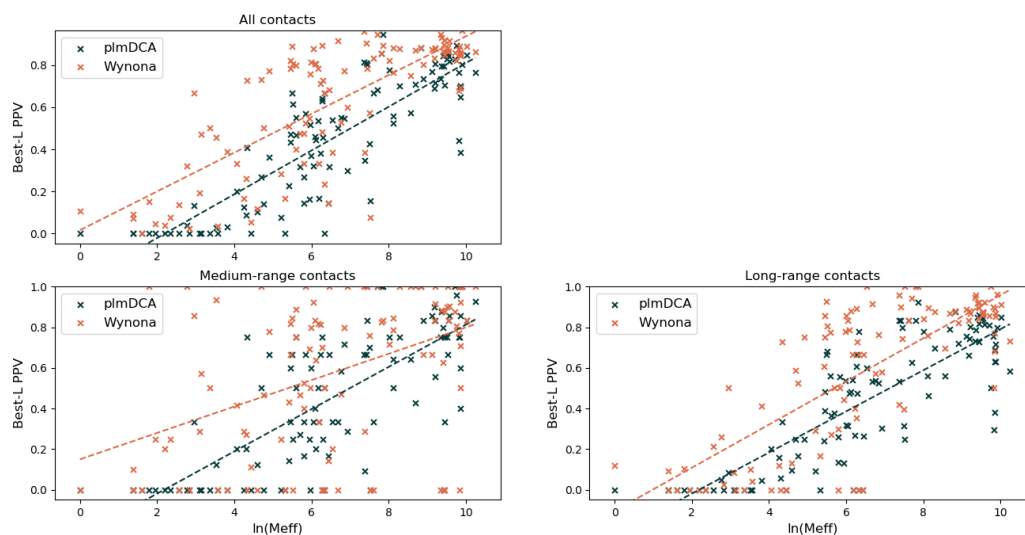 All contacts
plmDCA
Wynona
Best-L PPV
0.8
0.6
0.4
0.2
0.0
0 2 4 6 8 10
Medium-range contacts
plmDCA
Wynona
Best-L PPV
1.0
0.8
0.6
0.4
0.2
0.0
0 2 4 6 8 10
ln(Meff)
Long-range contacts
plmDCA
Wynona
Best-L PPV
1.0
0.8
0.6
0.4
0.2
0.0
0 2 4 6 8 10
ln(Meff)